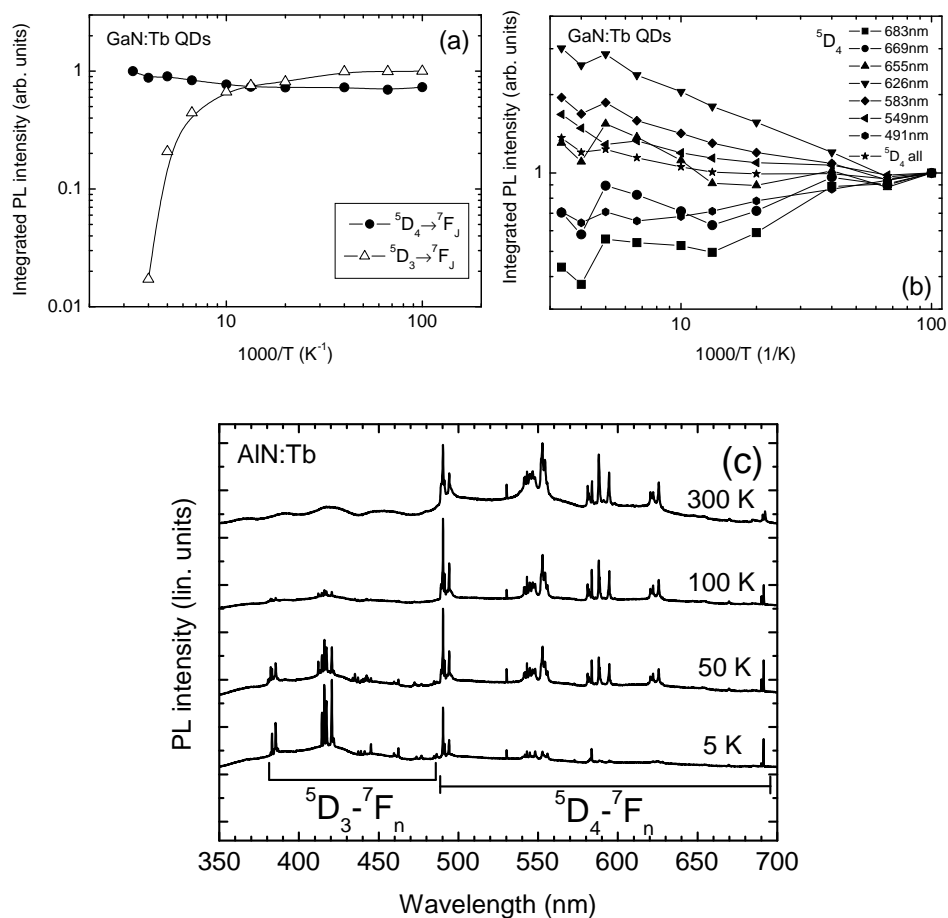 GaN:Tb QDs
(a)
Integrated PL intensity (arb. units)
1
0.1
0.01
⁵D₄→⁷F_J
⁵D₃→⁷F_J
10
100
1000/T (K⁻¹)
GaN:Tb QDs
⁵D₄
683nm
669nm
655nm
626nm
583nm
549nm
491nm
⁵D₄ all
Integrated PL intensity (arb. units)
1
(b)
10
100
1000/T (1/K)
AlN:Tb
(c)
PL intensity (lin. units)
300 K
100 K
50 K
5 K
⁵D₃-⁷Fₙ
⁵D₄-⁷Fₙ
350 400 450 500 550 600 650 700
Wavelength (nm)